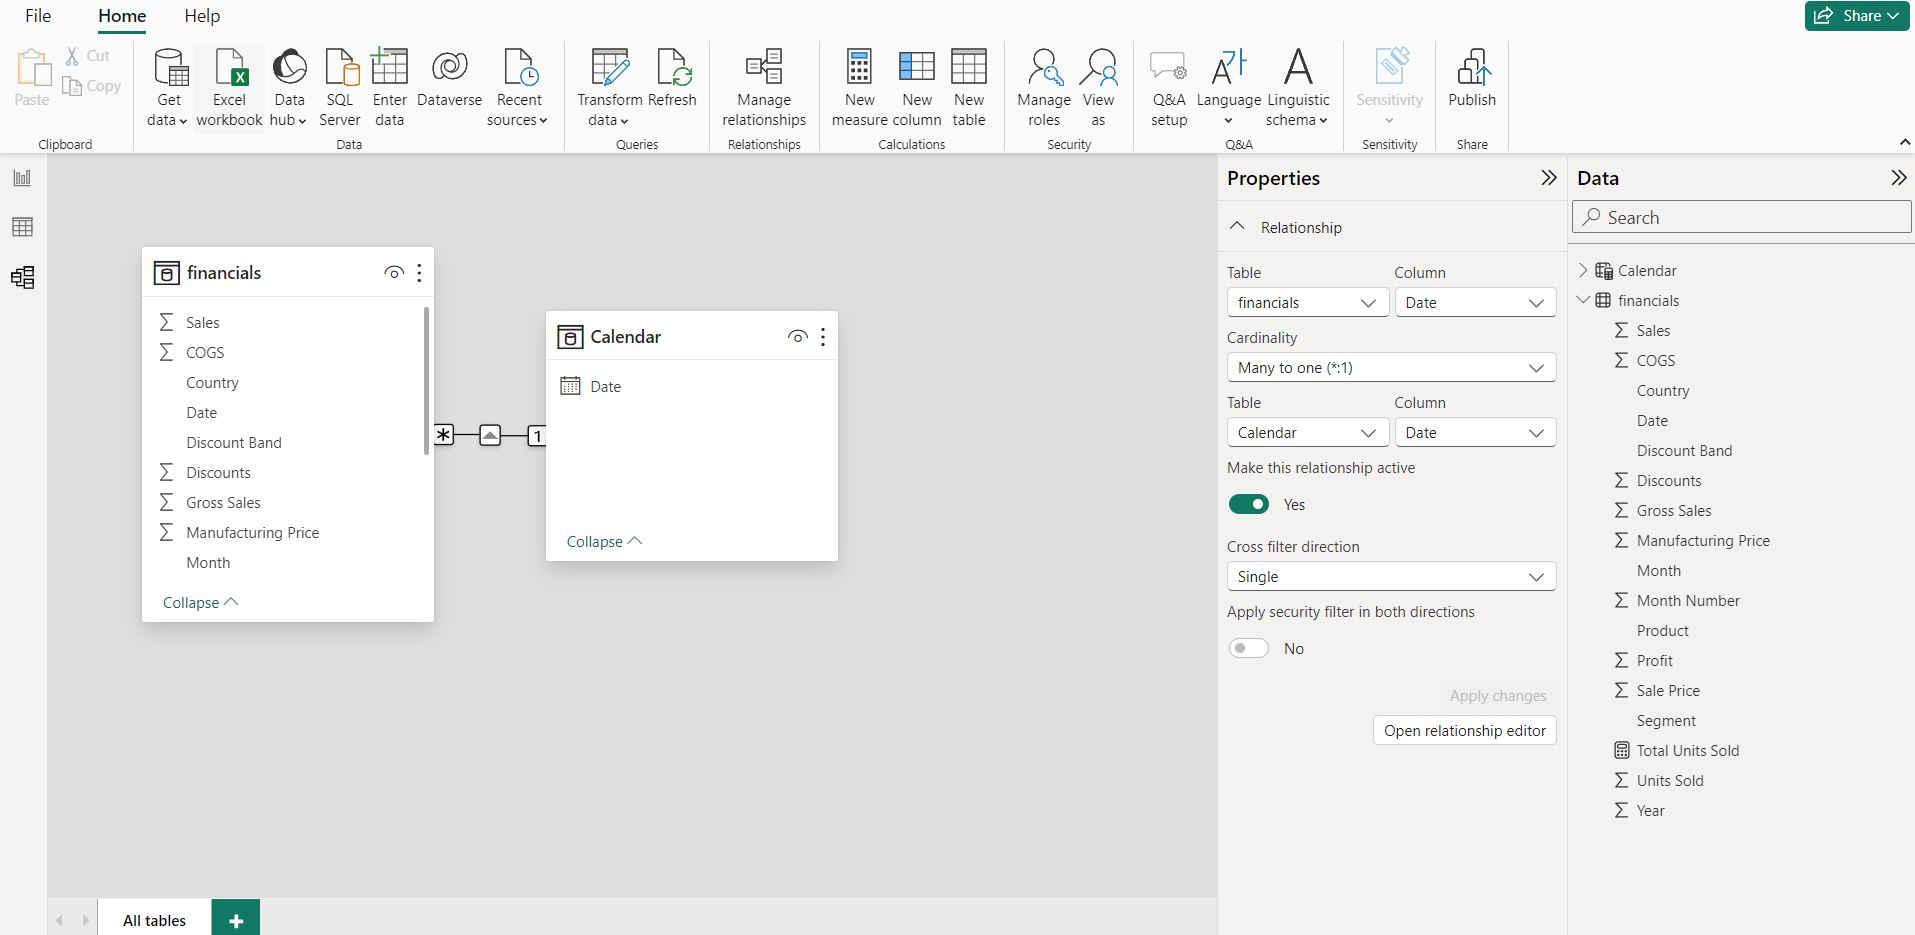 File Home Help
Share
Paste
Cut
Copy
Clipboard
Get data
Excel workbook
Data hub
SQL Server
Enter data
Dataverse
Recent sources
Data
Transform data
Refresh
Queries
Manage relationships
Relationships
New measure
New column
New table
Calculations
Manage roles
View as
Security
Q&A setup
Language
Linguistic schema
Q&A
Sensitivity
Sensitivity
Publish
Share
financials
Sales
COGS
Country
Date
Discount Band
Discounts
Gross Sales
Manufacturing Price
Month
Collapse
*
1
Calendar
Date
Collapse
Properties
Relationship
Table Column
financials Date
Cardinality
Many to one (*:1)
Table Column
Calendar Date
Make this relationship active
Yes
Cross filter direction
Single
Apply security filter in both directions
No
Apply changes
Open relationship editor
Data
Search
Calendar
financials
Sales
COGS
Country
Date
Discount Band
Discounts
Gross Sales
Manufacturing Price
Month
Month Number
Product
Profit
Sale Price
Segment
Total Units Sold
Units Sold
Year
All tables